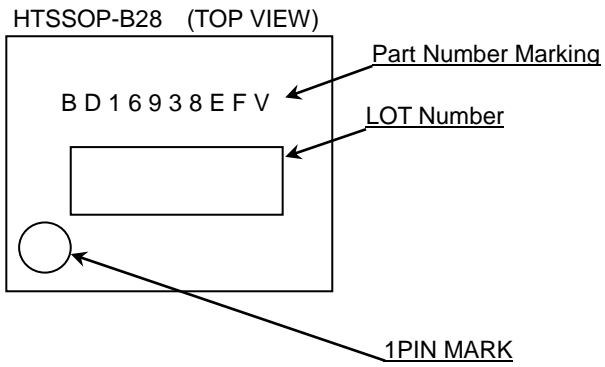 HTSSOP-B28 (TOP VIEW)
Part Number Marking
B D 1 6 9 3 8 E F V
LOT Number
1PIN MARK